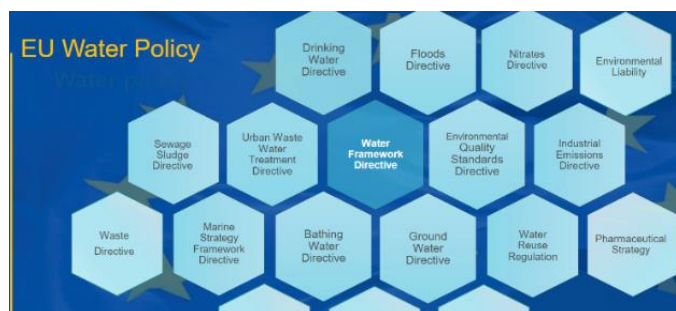 EU Water Policy
Drinking
Water
Directive
Floods
Directive
Nitrates
Directive
Environmental
Liability
Sewage
Sludge
Directive
Urban Waste
Water
Treatment
Directive
Water
Framework
Directive
Environmental
Quality
Standards
Directive
Industrial
Emissions
Directive
Waste
Directive
Marine
Strategy
Framework
Directive
Bathing
Water
Directive
Ground
Water
Directive
Water
Reuse
Regulation
Pharmaceutical
Strategy